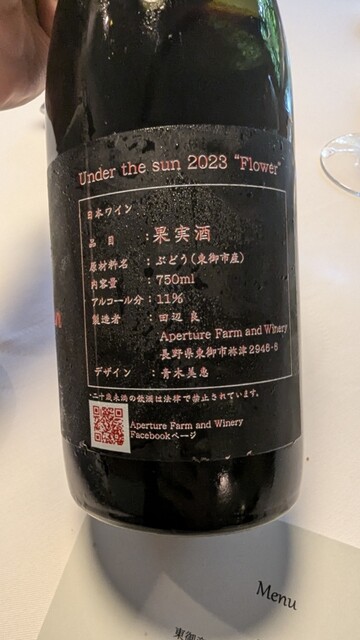 Under the sun 2023 "Flower"
日本ワイン
品 目 :果実酒
原材料名 :ぶどう(東御市産)
内容量 :750ml
アルコール分:11%
製造者 :田辺 良
Aperture Farm and Winery
長野県東御市祢津2948-8
デザイン :青木美恵
・二十歳未満の飲酒は法律で禁止されています。
Aperture Farm and Winery
Facebookページ
Menu
東御